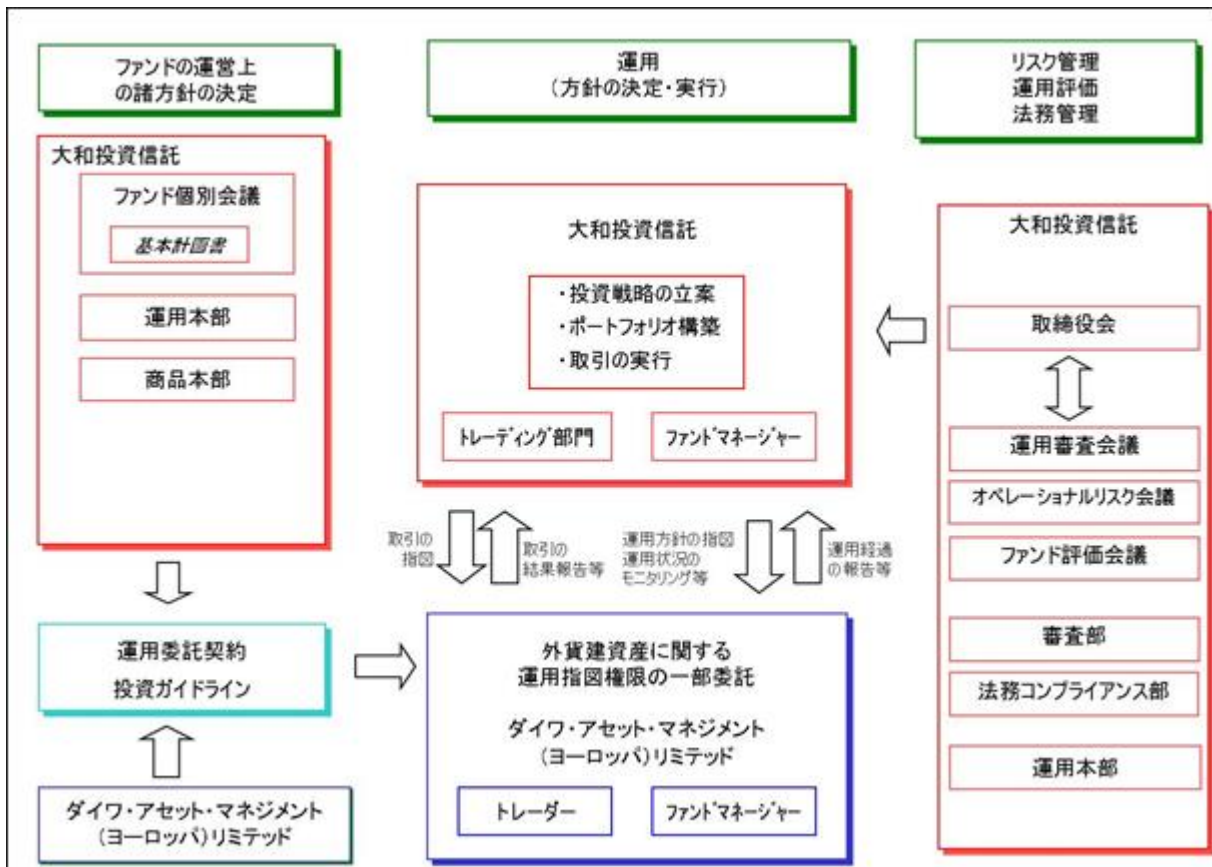 ファンドの運営上
の諸方針の決定
運用
(方針の決定・実行)
リスク管理
運用評価
法務管理
大和投資信託
ファンド個別会議
基本計画書
運用本部
商品本部
大和投資信託
・投資戦略の立案
・ポートフォリオ構築
・取引の実行
トレーディング部門
ファンドマネージャー
大和投資信託
取締役会
運用審査会議
オペレーショナルリスク会議
ファンド評価会議
審査部
法務コンプライアンス部
運用本部
取引の
指図
取引の
結果報告等
運用方針の指図
運用状況の
モニタリング等
運用経過
の報告等
運用委託契約
投資ガイドライン
外貨建資産に関する
運用指図権限の一部委託
ダイワ・アセット・マネジメント
(ヨーロッパ)リミテッド
トレーダー
ファンドマネージャー
ダイワ・アセット・マネジメント
(ヨーロッパ)リミテッド